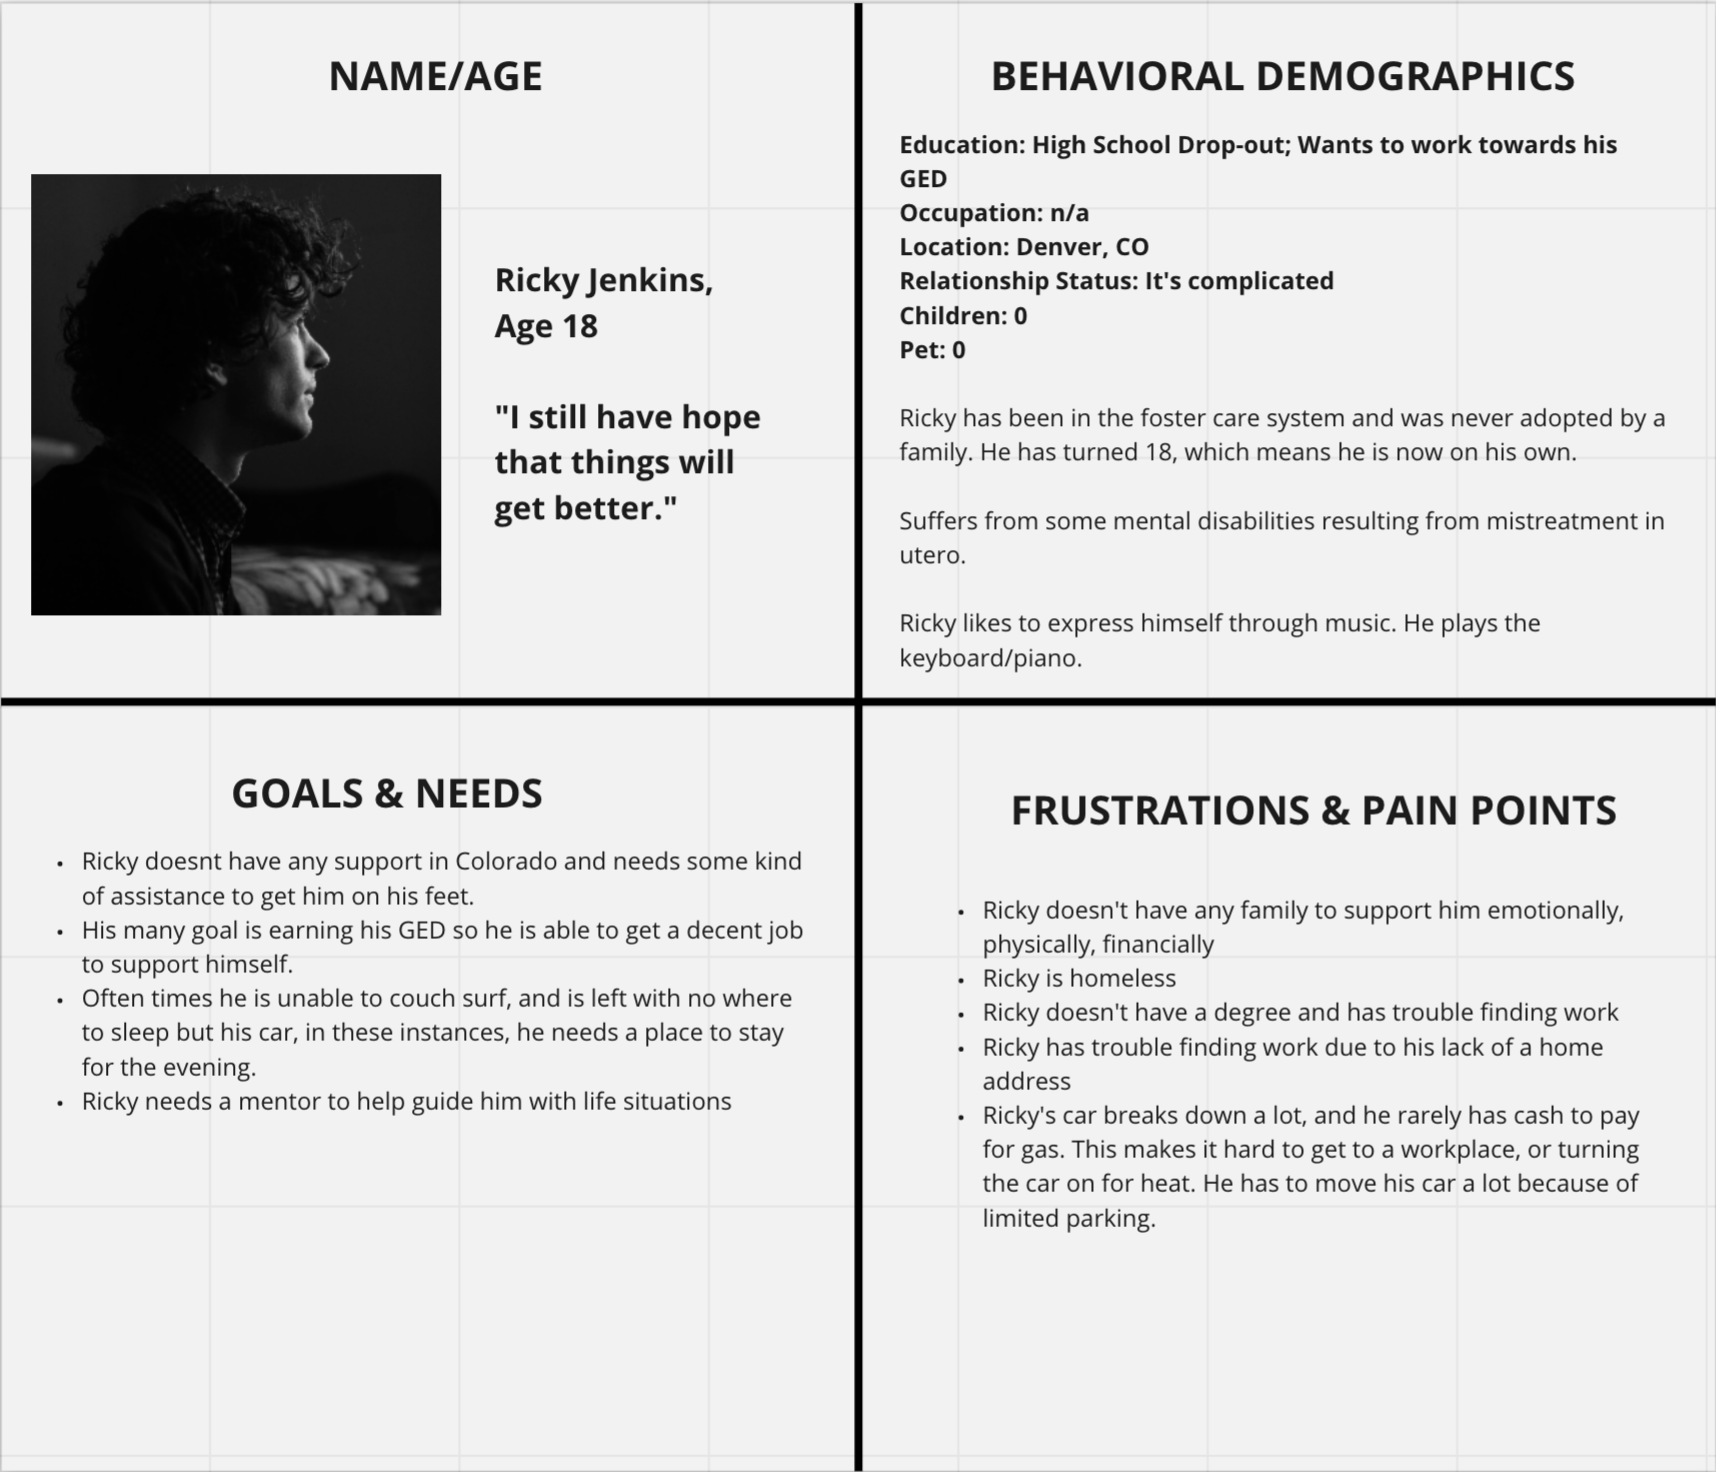 NAME/AGE
Ricky Jenkins,
Age 18
"I still have hope
that things will
get better."
BEHAVIORAL DEMOGRAPHICS
Education: High School Drop-out; Wants to work towards his
GED
Occupation: n/a
Location: Denver, CO
Relationship Status: It's complicated
Children: 0
Pet: 0
Ricky has been in the foster care system and was never adopted by a
family. He has turned 18, which means he is now on his own.
Suffers from some mental disabilities resulting from mistreatment in
utero.
Ricky likes to express himself through music. He plays the
keyboard/piano.
GOALS & NEEDS
• Ricky doesnt have any support in Colorado and needs some kind
of assistance to get him on his feet.
• His many goal is earning his GED so he is able to get a decent job
to support himself.
• Often times he is unable to couch surf, and is left with no where
to sleep but his car, in these instances, he needs a place to stay
for the evening.
• Ricky needs a mentor to help guide him with life situations
FRUSTRATIONS & PAIN POINTS
• Ricky doesn't have any family to support him emotionally,
physically, financially
• Ricky is homeless
• Ricky doesn't have a degree and has trouble finding work
• Ricky has trouble finding work due to his lack of a home
address
• Ricky's car breaks down a lot, and he rarely has cash to pay
for gas. This makes it hard to get to a workplace, or turning
the car on for heat. He has to move his car a lot because of
limited parking.